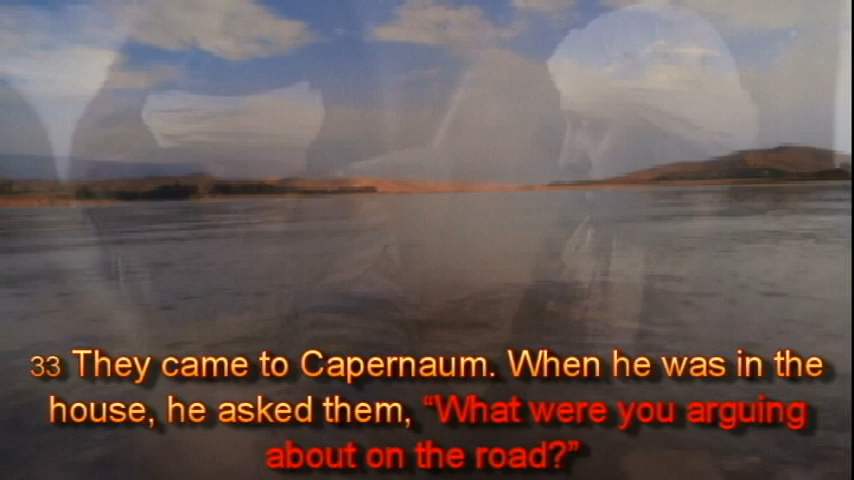 33 They came to Capernaum. When he was in the
house, he asked them, “What were you arguing
about on the road?”